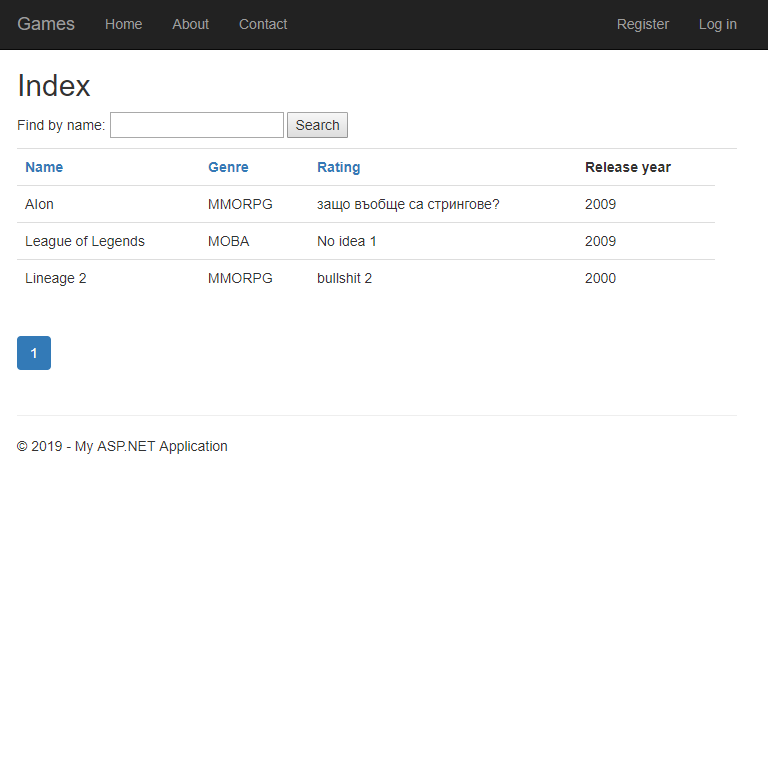 Games Home About Contact Register Log in
Index
Find by name: Search
Name Genre Rating Release year
Aion MMORPG защо въобще са стрингове? 2009
League of Legends MOBA No idea 1 2009
Lineage 2 MMORPG bullshit 2 2000
1
© 2019 - My ASP.NET Application